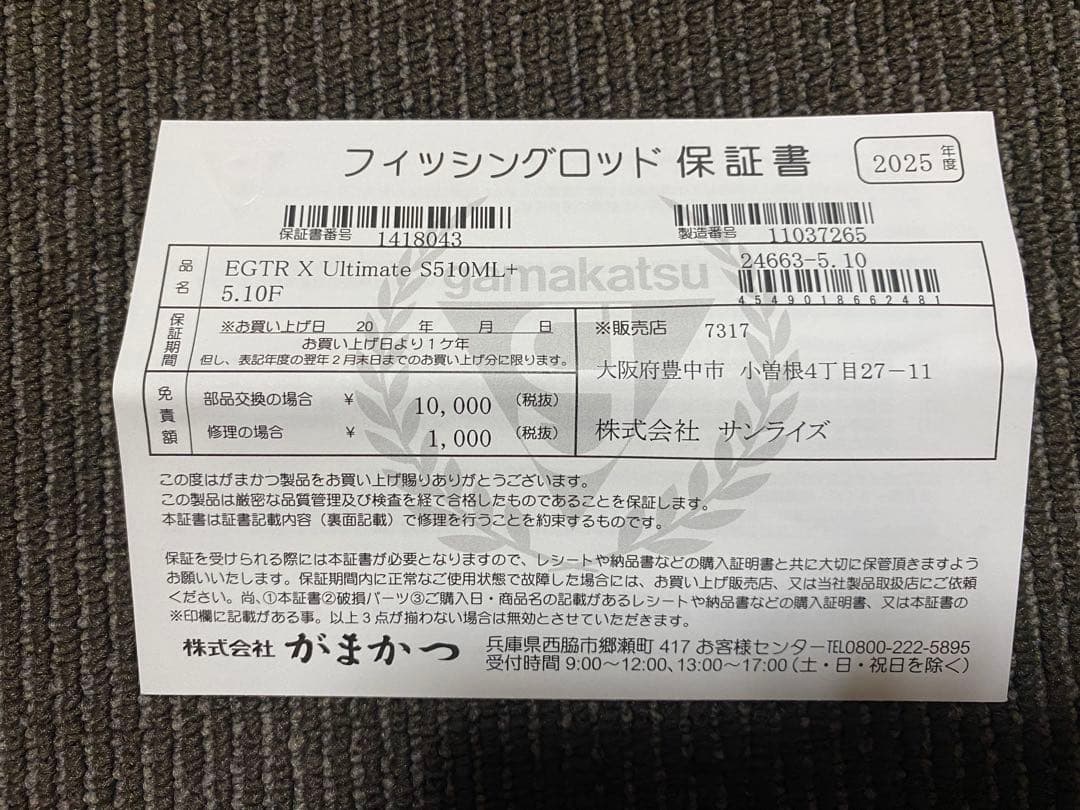 フィッシングロッド 保証書
2025 年度
保証書番号 1418043
製造番号 11037265
品名
EGTR X Ultimate S510ML+
5.10F
24663-5.10
4549018662481
gamakatsu
G
保証期間
※お買い上げ日 20 年 月 日
お買い上げ日より1ケ年
但し、表記年度の翌年2月末日までのお買い上げ分に限ります。
※販売店 7317
大阪府豊中市 小曽根4丁目27-11
株式会社 サンライズ
免責額
部品交換の場合 ¥ 10,000 (税抜)
修理の場合 ¥ 1,000 (税抜)
この度はがまかつ製品をお買い上げ賜りありがとうございます。
この製品は厳密な品質管理及び検査を経て合格したものであることを保証します。
本証書は証書記載内容（裏面記載）で修理を行うことを約束するものです。
保証を受けられる際には本証書が必要となりますので、レシートや納品書などの購入証明書と共に大切に保管頂きますよう
お願いいたします。保証期間内に正常なご使用状態で故障した場合には、お買い上げ販売店、又は当社製品取扱店にご依頼
ください。尚、①本証書②破損パーツ③ご購入日・商品名の記載があるレシートや納品書などの購入証明書、又は本証書の
※印欄に記載がある事。以上3点が揃わない場合は無効とさせていただきます。
株式会社 がまかつ 兵庫県西脇市郷瀬町 417 お客様センターTEL0800-222-5895
受付時間 9:00〜12:00、13:00〜17:00（土・日・祝日を除く）